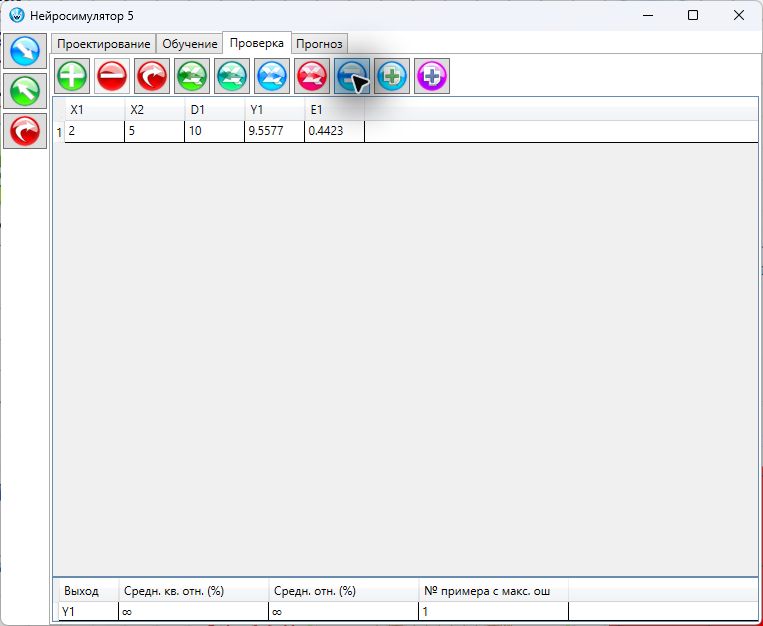 Нейросимулятор 5
Проектирование Обучение Проверка Прогноз
X1 X2 D1 Y1 E1
1 2 5 10 9.5577 0.4423
Выход Средн. кв. отн. (%) Средн. отн. (%) № примера с макс. ош
Y1 ∞ ∞ 1